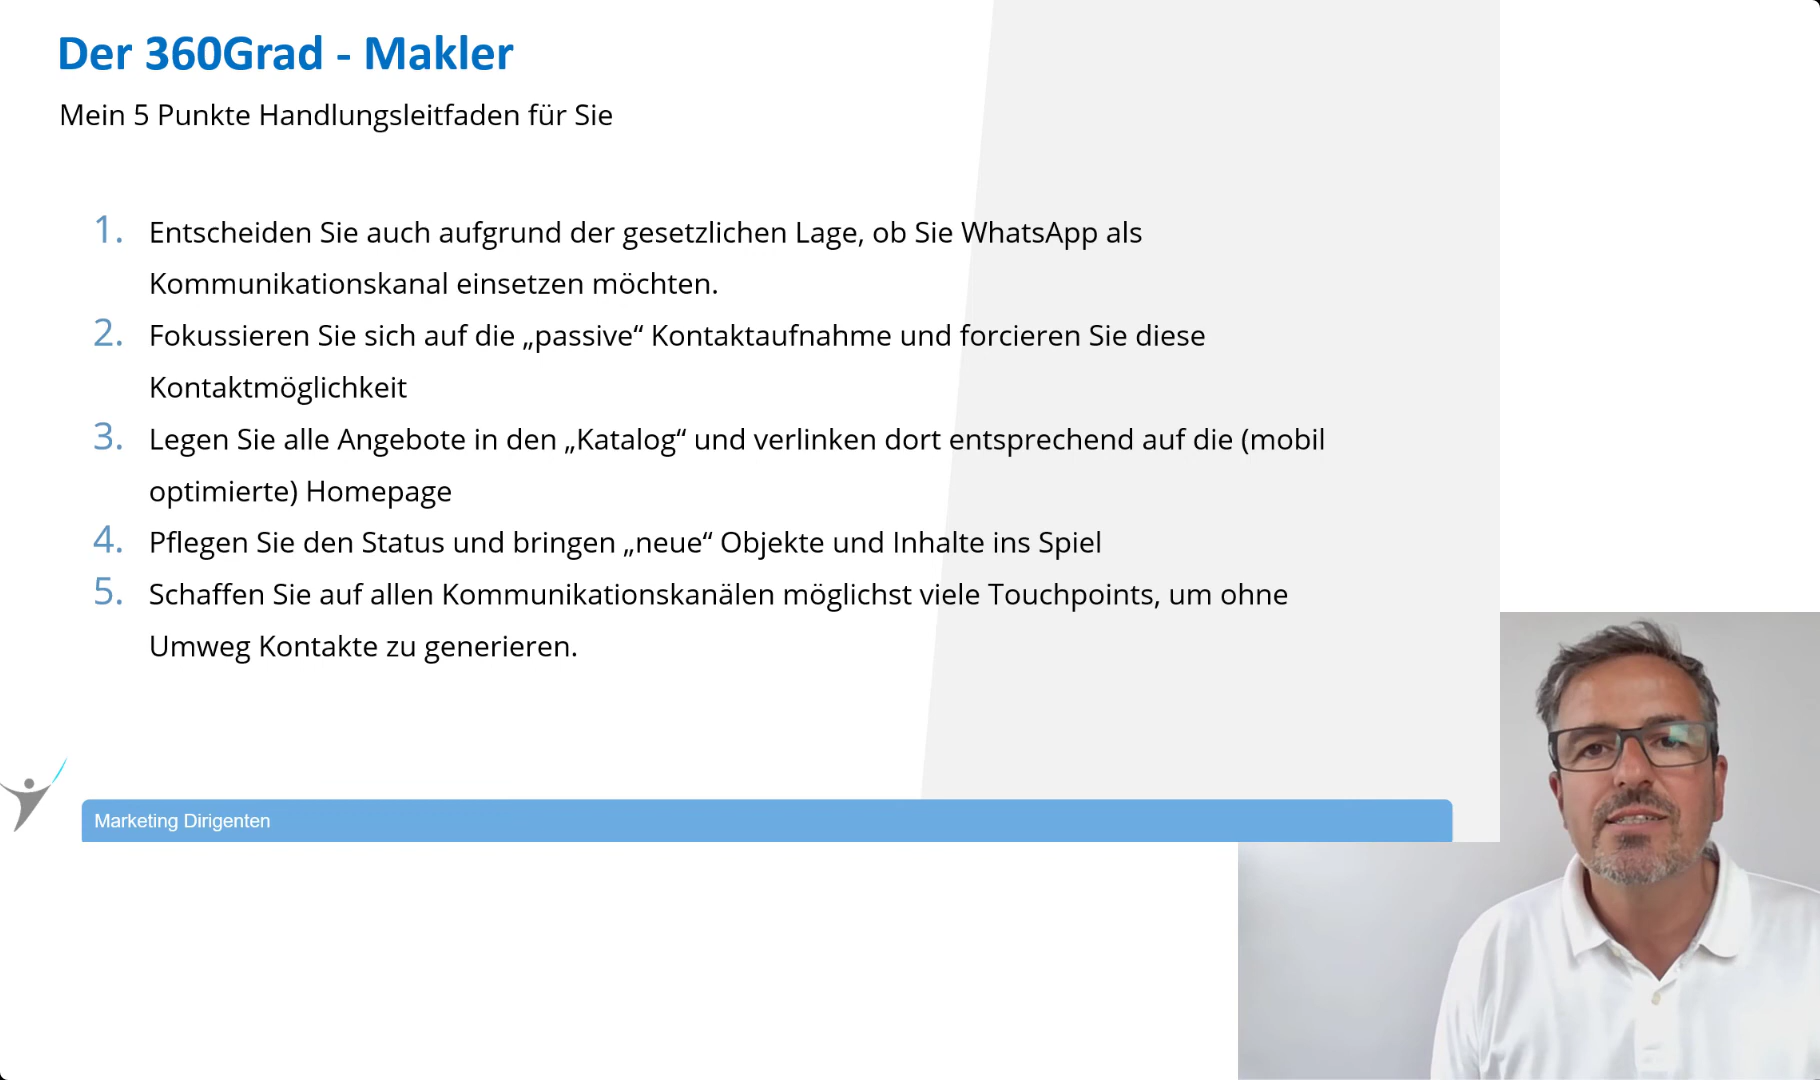 Der 360Grad - Makler
Mein 5 Punkte Handlungsleitfaden für Sie
1. Entscheiden Sie auch aufgrund der gesetzlichen Lage, ob Sie WhatsApp als
Kommunikationskanal einsetzen möchten.
2. Fokussieren Sie sich auf die „passive“ Kontaktaufnahme und forcieren Sie diese
Kontaktmöglichkeit
3. Legen Sie alle Angebote in den „Katalog“ und verlinken dort entsprechend auf die (mobil
optimierte) Homepage
4. Pflegen Sie den Status und bringen „neue“ Objekte und Inhalte ins Spiel
5. Schaffen Sie auf allen Kommunikationskanälen möglichst viele Touchpoints, um ohne
Umweg Kontakte zu generieren.
Marketing Dirigenten